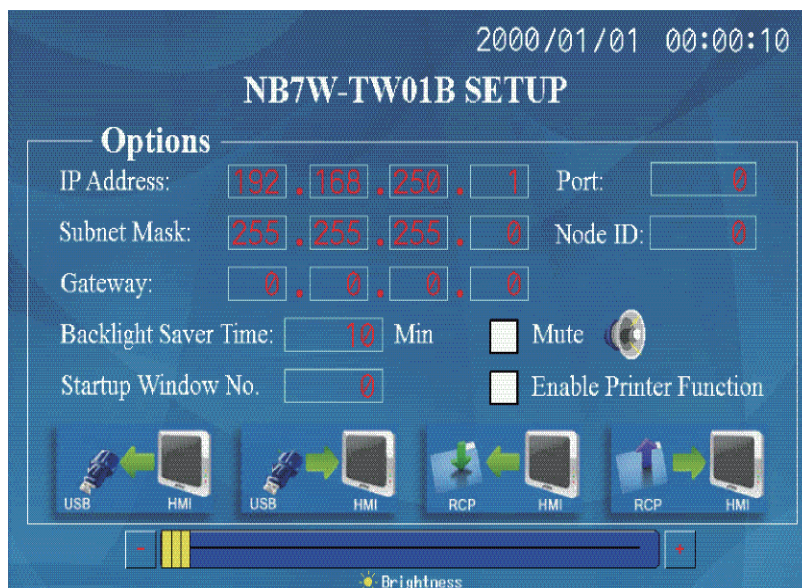 2000/01/01 00:00:10
NB7W-TW01B SETUP
Options
IP Address: 192 . 168 . 250 . 1 Port: 0
Subnet Mask: 255 . 255 . 255 . 0 Node ID: 0
Gateway: 0 . 0 . 0 . 0
Backlight Saver Time: 10 Min Mute
Startup Window No. 0 Enable Printer Function
USB HMI USB HMI RCP HMI RCP HMI
- +
Brightness